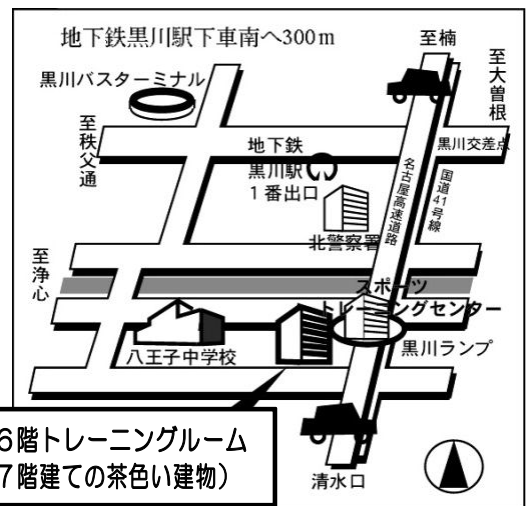 地下鉄黒川駅下車南へ300m
至楠
至大曽根
黒川バスターミナル
至秩父通
地下鉄
黒川駅
1番出口
黒川交差点
名古屋高速道路
国道41号線
北警察署
至浄心
スポーツ
トレーニングセンター
八王子中学校
黒川ランプ
6階トレーニングルーム
7階建ての茶色い建物）
清水口